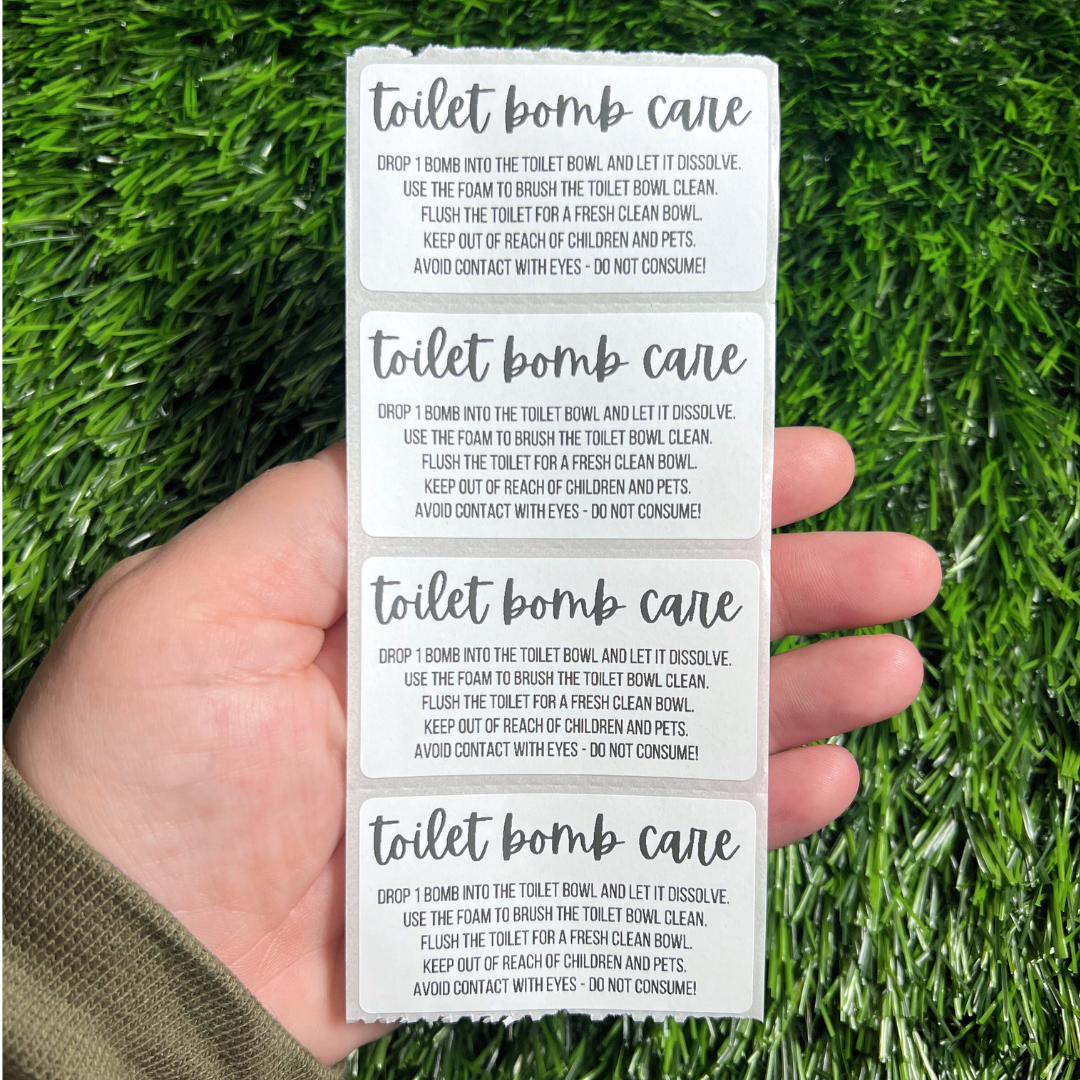 toilet bomb care
DROP 1 BOMB INTO THE TOILET BOWL AND LET IT DISSOLVE.
USE THE FOAM TO BRUSH THE TOILET BOWL CLEAN.
FLUSH THE TOILET FOR A FRESH CLEAN BOWL.
KEEP OUT OF REACH OF CHILDREN AND PETS.
AVOID CONTACT WITH EYES - DO NOT CONSUME!
toilet bomb care
DROP 1 BOMB INTO THE TOILET BOWL AND LET IT DISSOLVE.
USE THE FOAM TO BRUSH THE TOILET BOWL CLEAN.
FLUSH THE TOILET FOR A FRESH CLEAN BOWL.
KEEP OUT OF REACH OF CHILDREN AND PETS.
AVOID CONTACT WITH EYES - DO NOT CONSUME!
toilet bomb care
DROP 1 BOMB INTO THE TOILET BOWL AND LET IT DISSOLVE.
USE THE FOAM TO BRUSH THE TOILET BOWL CLEAN.
FLUSH THE TOILET FOR A FRESH CLEAN BOWL.
KEEP OUT OF REACH OF CHILDREN AND PETS.
AVOID CONTACT WITH EYES - DO NOT CONSUME!
toilet bomb care
DROP 1 BOMB INTO THE TOILET BOWL AND LET IT DISSOLVE.
USE THE FOAM TO BRUSH THE TOILET BOWL CLEAN.
FLUSH THE TOILET FOR A FRESH CLEAN BOWL.
KEEP OUT OF REACH OF CHILDREN AND PETS.
AVOID CONTACT WITH EYES - DO NOT CONSUME!